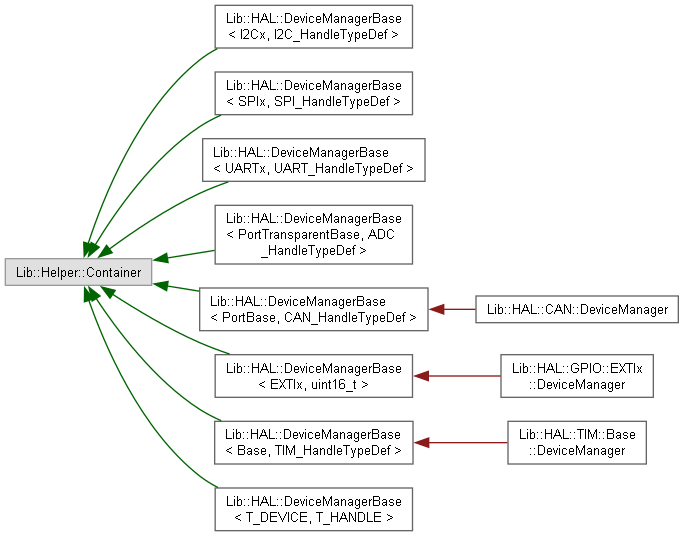 Lib::HAL::DeviceManagerBase
< I2Cx, I2C_HandleTypeDef >
Lib::HAL::DeviceManagerBase
< SPIx, SPI_HandleTypeDef >
Lib::HAL::DeviceManagerBase
< UARTx, UART_HandleTypeDef >
Lib::HAL::DeviceManagerBase
< PortTransparentBase, ADC
_HandleTypeDef >
Lib::Helper::Container
Lib::HAL::DeviceManagerBase
< PortBase, CAN_HandleTypeDef >
Lib::HAL::CAN::DeviceManager
Lib::HAL::DeviceManagerBase
< EXTIx, uint16_t >
Lib::HAL::GPIO::EXTIx
::DeviceManager
Lib::HAL::DeviceManagerBase
< Base, TIM_HandleTypeDef >
Lib::HAL::TIM::Base
::DeviceManager
Lib::HAL::DeviceManagerBase
< T_DEVICE, T_HANDLE >